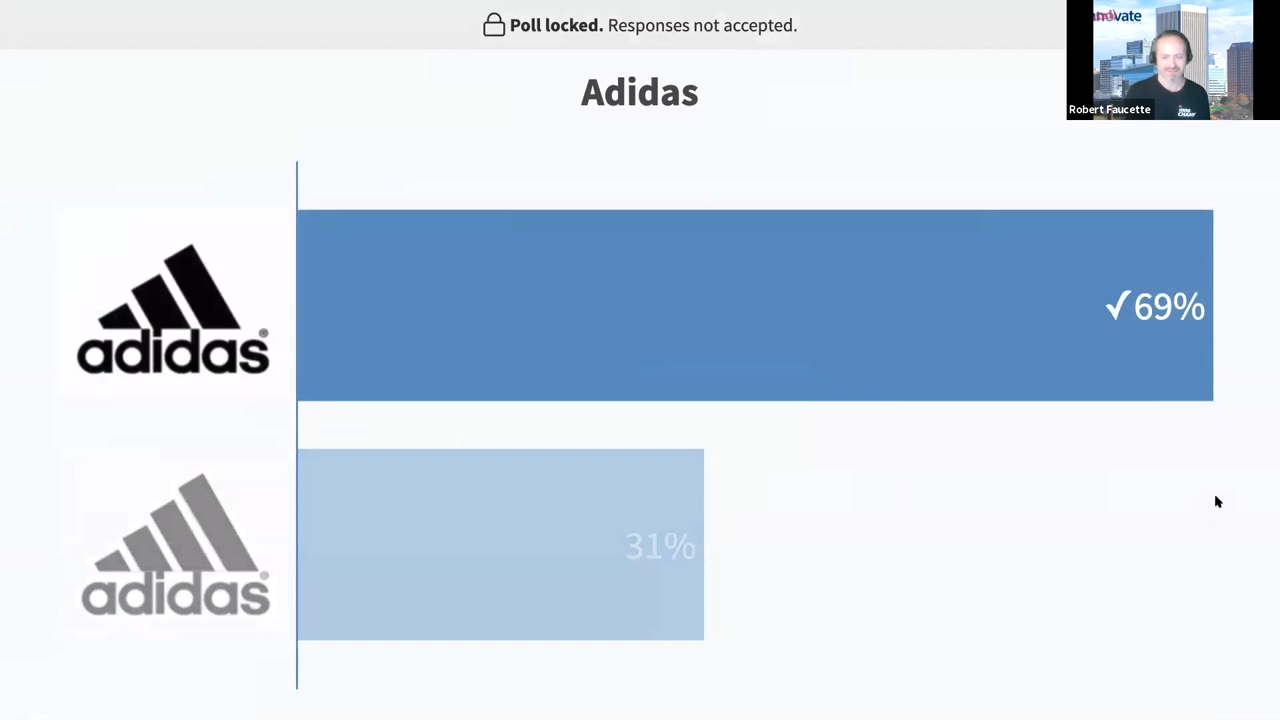 Poll locked. Responses not accepted.
Adidas
adidas®
✓69%
adidas®
31%
Robert Faucette